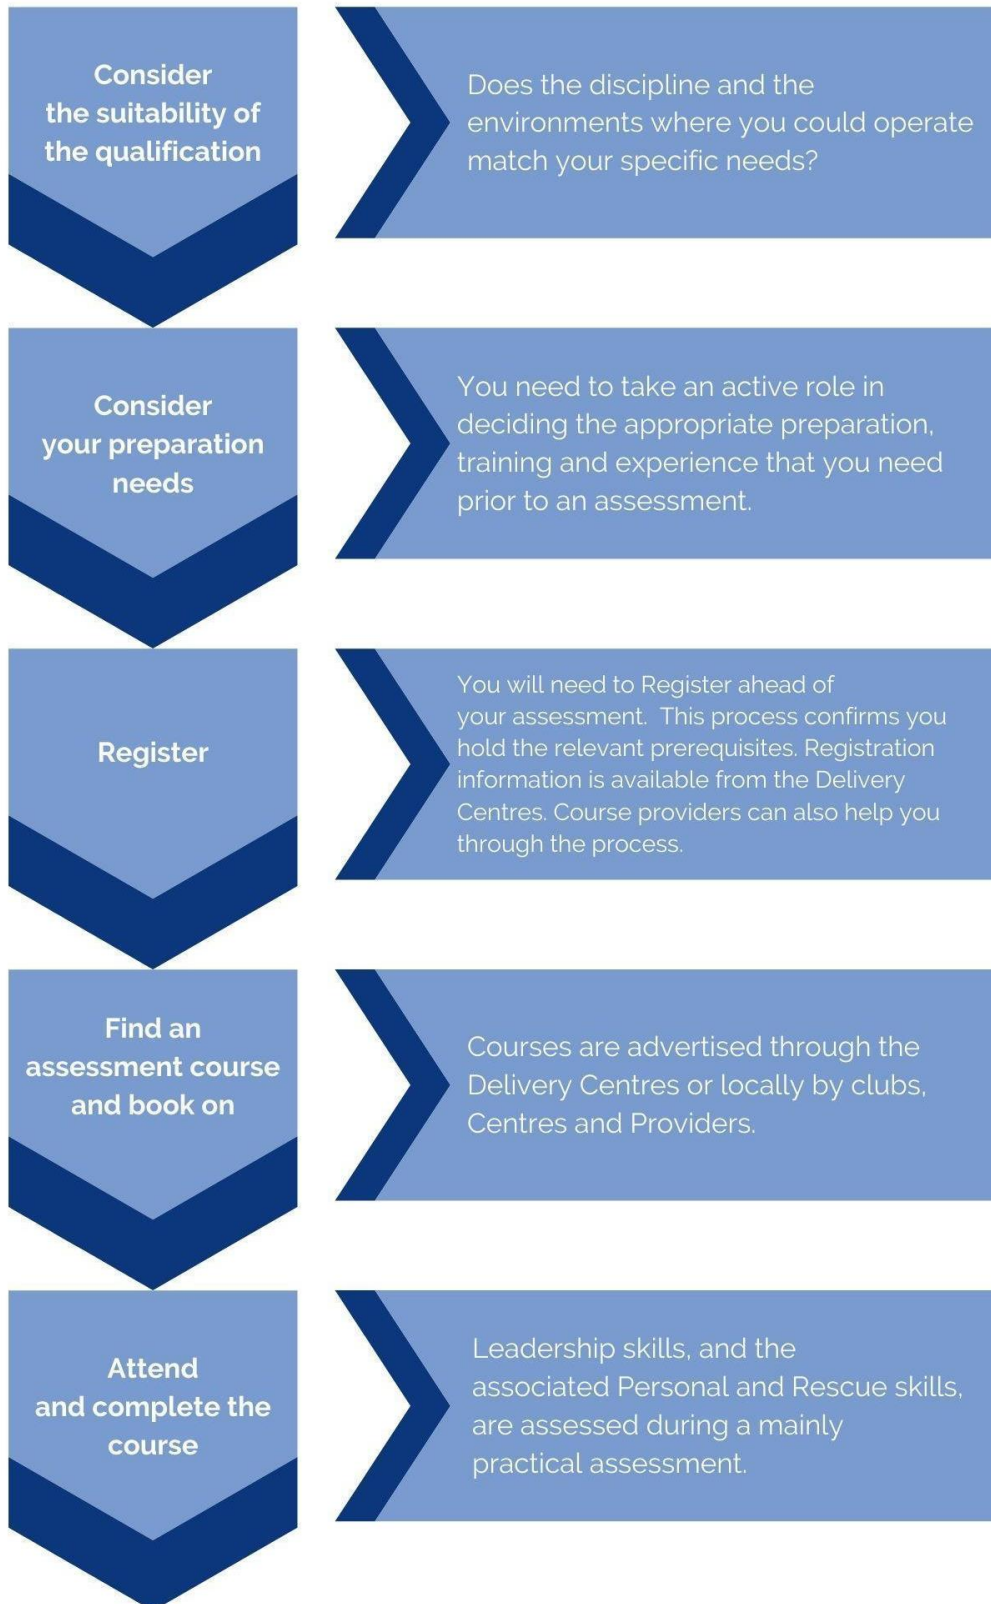 Consider
the suitability of
the qualification
Does the discipline and the
environments where you could operate
match your specific needs?
Consider
your preparation
needs
You need to take an active role in
deciding the appropriate preparation,
training and experience that you need
prior to an assessment.
Register
You will need to Register ahead of
your assessment.  This process confirms you
hold the relevant prerequisites. Registration
information is available from the Delivery
Centres. Course providers can also help you
through the process.
Find an
assessment course
and book on
Courses are advertised through the
Delivery Centres or locally by clubs,
Centres and Providers.
Attend
and complete the
course
Leadership skills, and the
associated Personal and Rescue skills,
are assessed during a mainly
practical assessment.